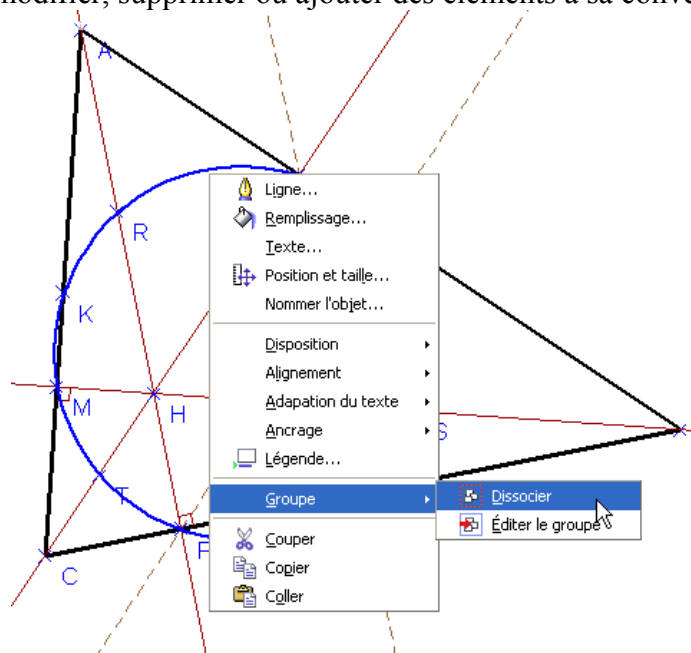 modifier, supprimer ou ajouter des éléments à sa conve
A
Ligne...
Remplissage...
R
Texte...
Position et taille...
K
Nommer l'objet...
Disposition
Alignement
M
H
Adapation du texte
Ancrage
S
Légende...
T
Groupe
Dissocier
Éditer le groupe
Couper
F
Copier
C
Coller